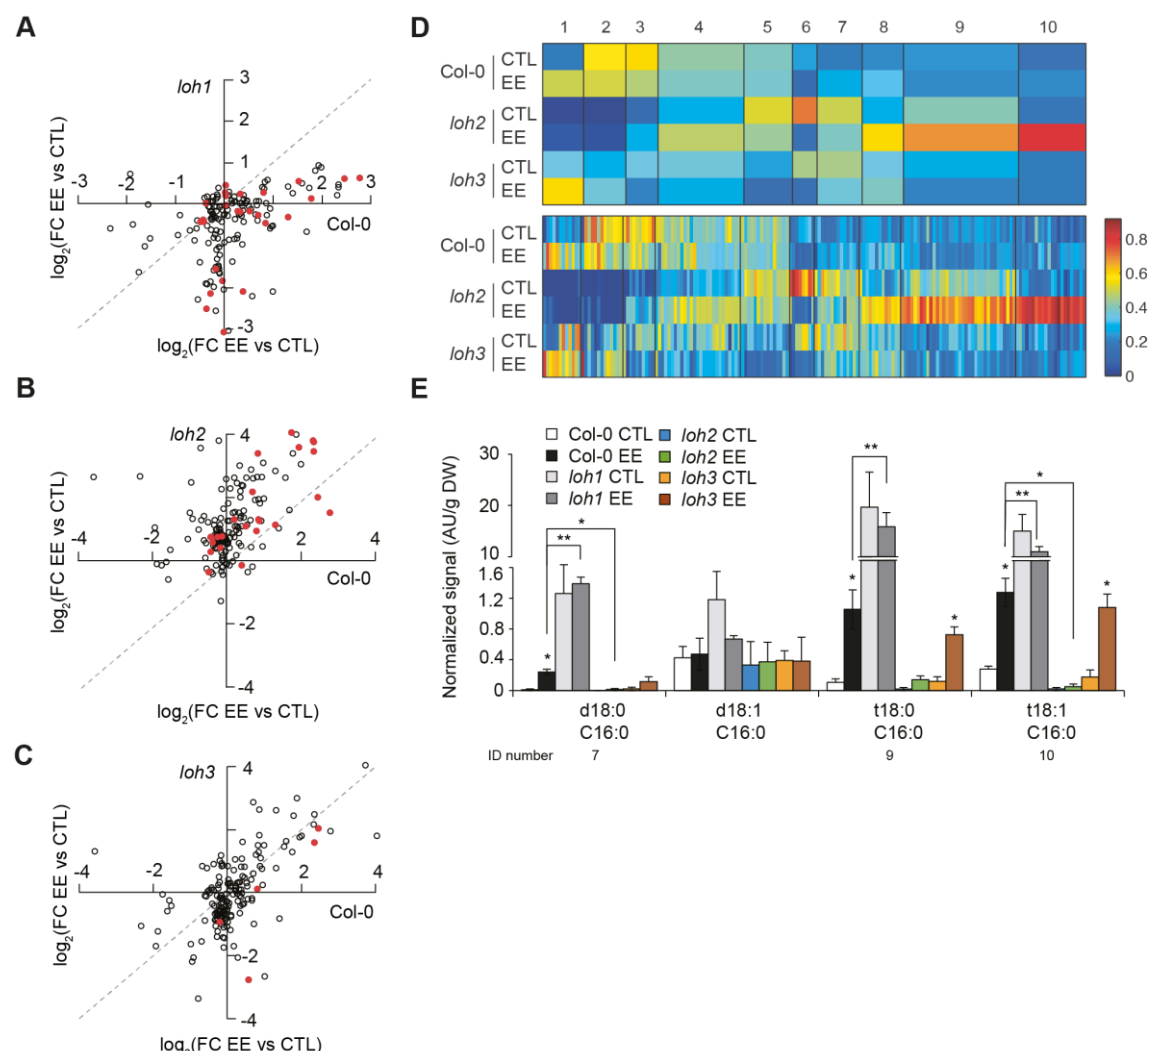 A
loh1
3
2
1
-3
-2
-1
2
3
Col-0
-3
log2(FC EE vs CTL)
log2(FC EE vs CTL)
B
loh2
4
-4
-2
2
4
Col-0
-2
-4
log2(FC EE vs CTL)
log2(FC EE vs CTL)
C
loh3
4
-4
-2
2
4
Col-0
-2
-4
log2(FC EE vs CTL)
log2(FC EE vs CTL)
D
1 2 3 4 5 6 7 8 9 10
Col-0 CTL
EE
loh2 CTL
EE
loh3 CTL
EE
Col-0 CTL
EE
loh2 CTL
EE
loh3 CTL
EE
0.8
0.6
0.4
0.2
0
E
Col-0 CTL loh2 CTL
Col-0 EE loh2 EE
loh1 CTL loh3 CTL
loh1 EE loh3 EE
Normalized signal (AU/g DW)
30
20
10
1.6
1.2
0.8
0.4
0
* ** *
* **
*
* ** *
*
d18:0 d18:1 t18:0 t18:1
C16:0 C16:0 C16:0 C16:0
ID number 7 9 10